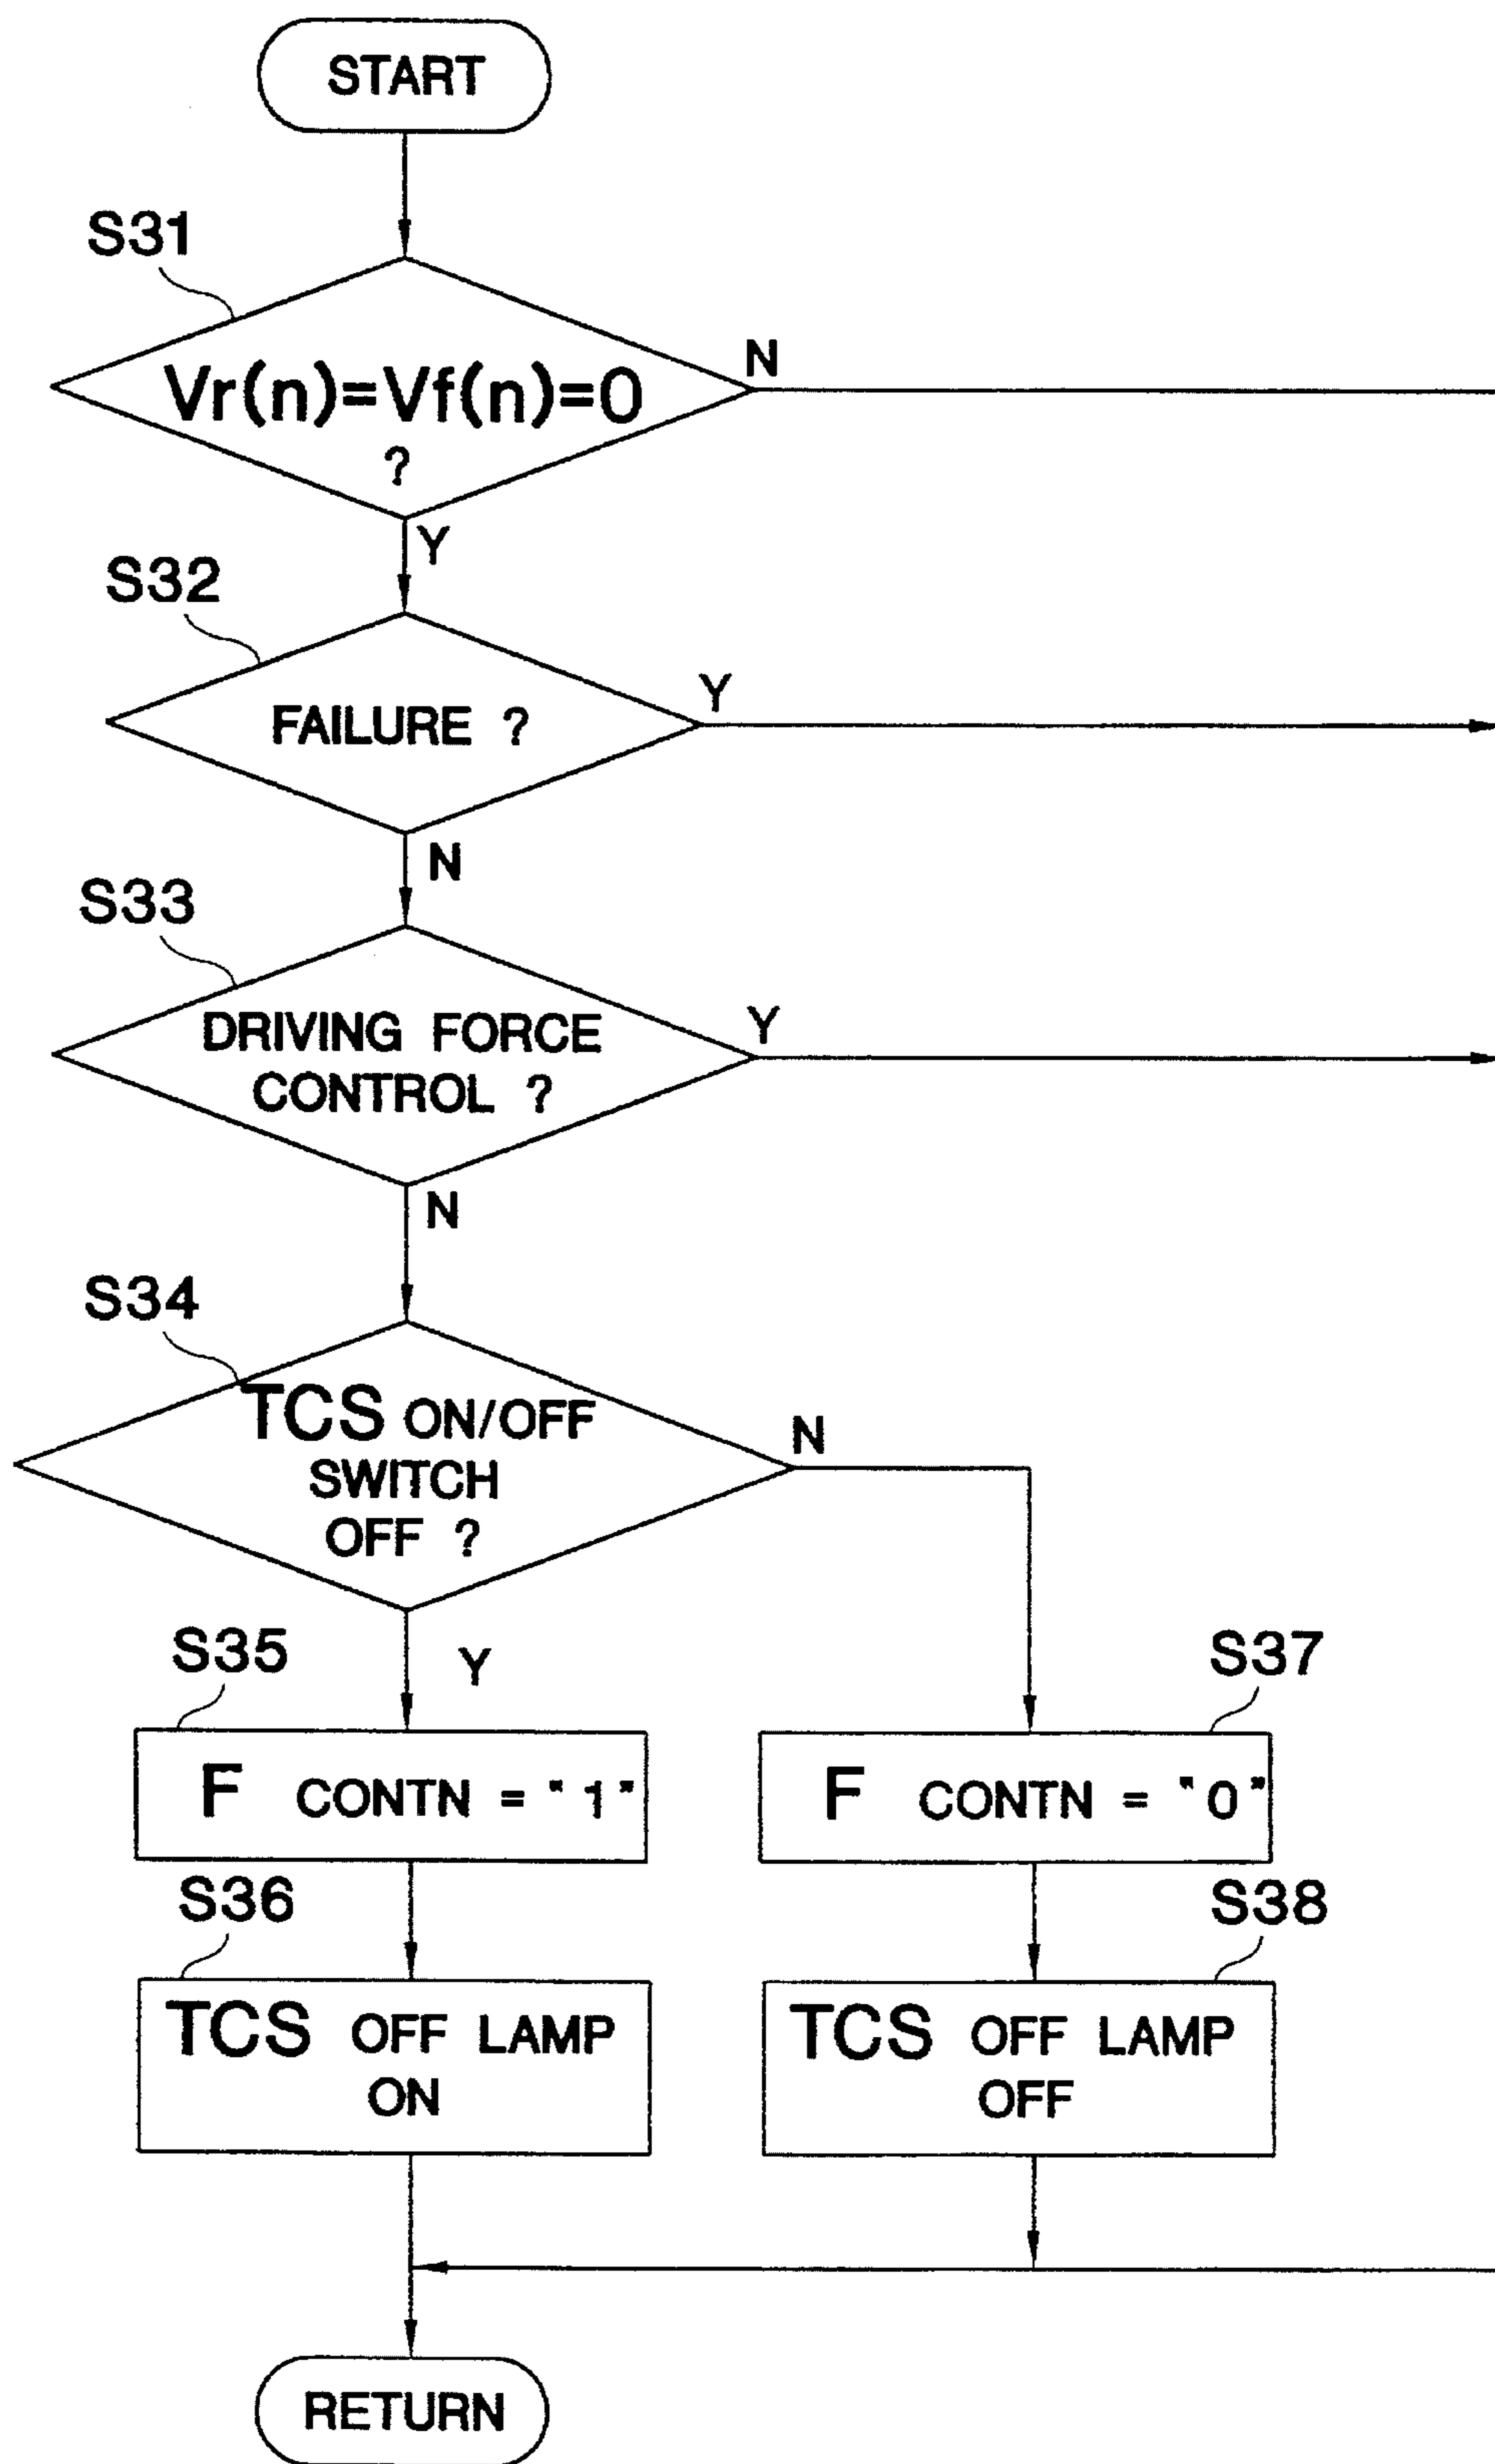 START
S31
Vr(n)=Vf(n)=0
?
N
Y
S32
FAILURE ?
Y
N
S33
DRIVING FORCE
CONTROL ?
Y
N
S34
TCS ON/OFF
SWITCH
OFF ?
N
Y
S35
F CONTN = "1"
S36
TCS OFF LAMP
ON
S37
F CONTN = "0"
S38
TCS OFF LAMP
OFF
RETURN